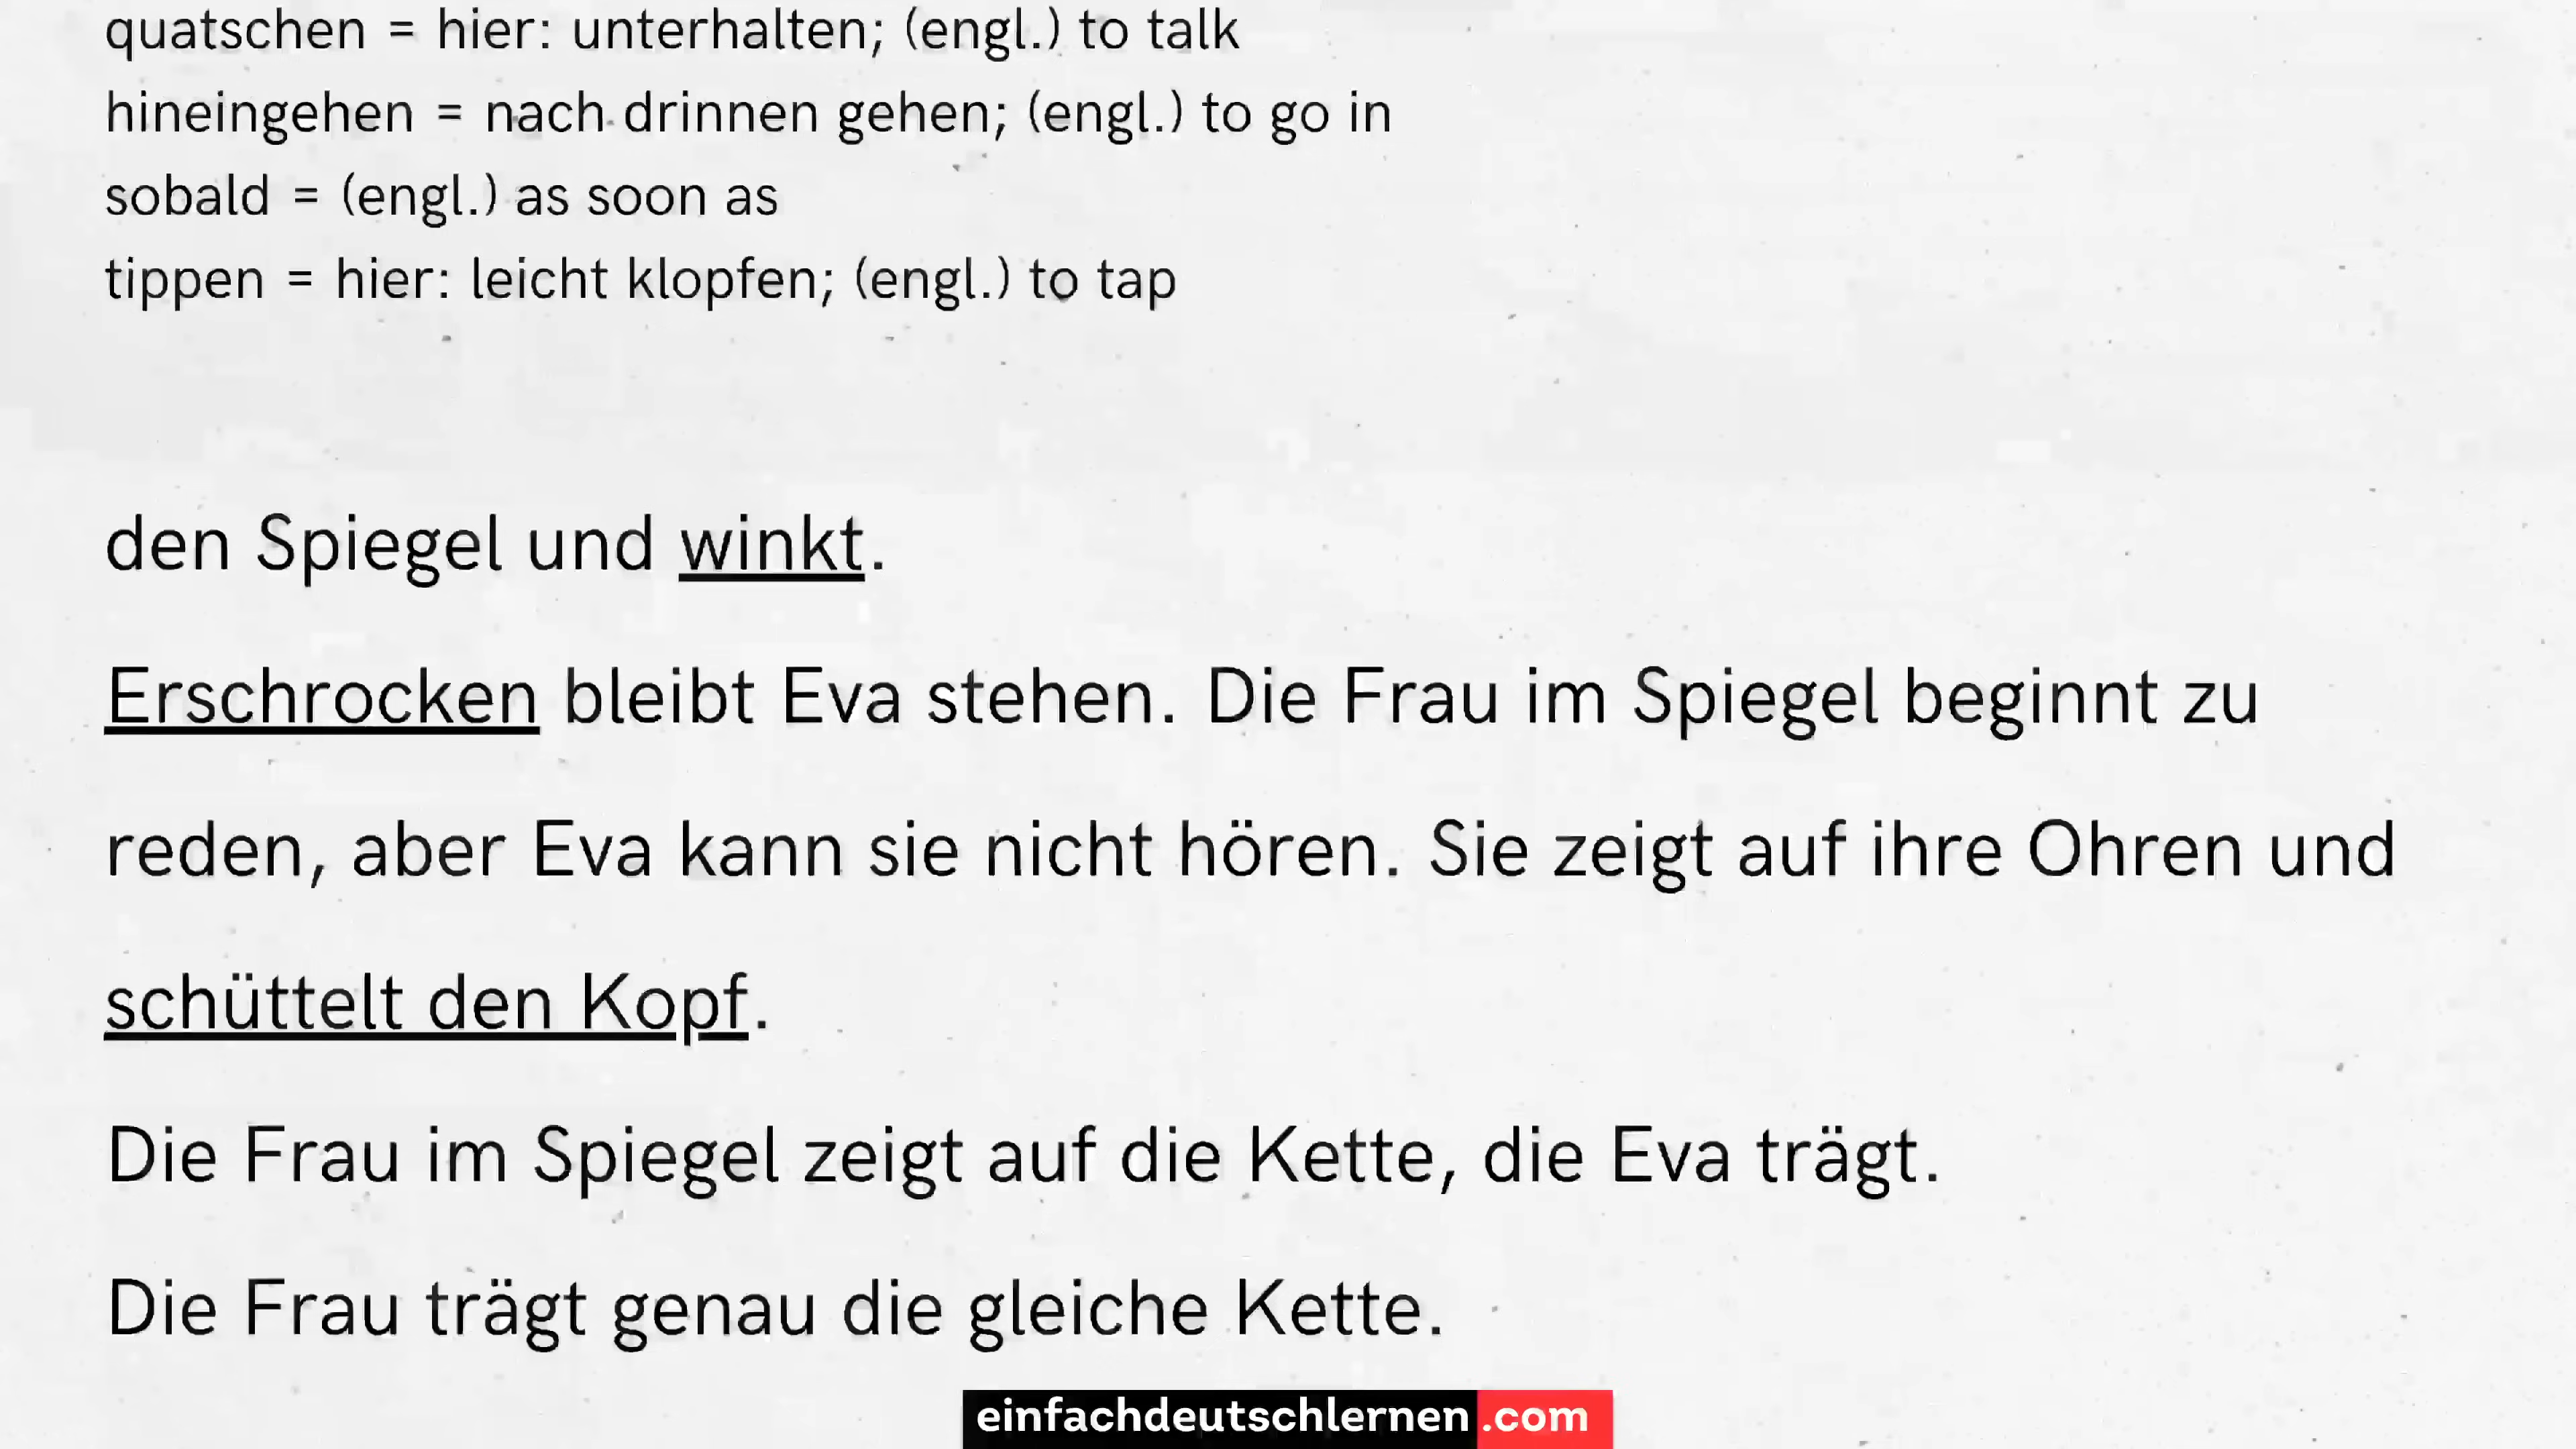 quatschen = hier: unterhalten; (engl.) to talk
hineingehen = nach drinnen gehen; (engl.) to go in
sobald = (engl.) as soon as
tippen = hier: leicht klopfen; (engl.) to tap
den Spiegel und winkt.
Erschrocken bleibt Eva stehen. Die Frau im Spiegel beginnt zu
reden, aber Eva kann sie nicht hören. Sie zeigt auf ihre Ohren und
schüttelt den Kopf.
Die Frau im Spiegel zeigt auf die Kette, die Eva trägt.
Die Frau trägt genau die gleiche Kette.
einfachdeutschlernen.com